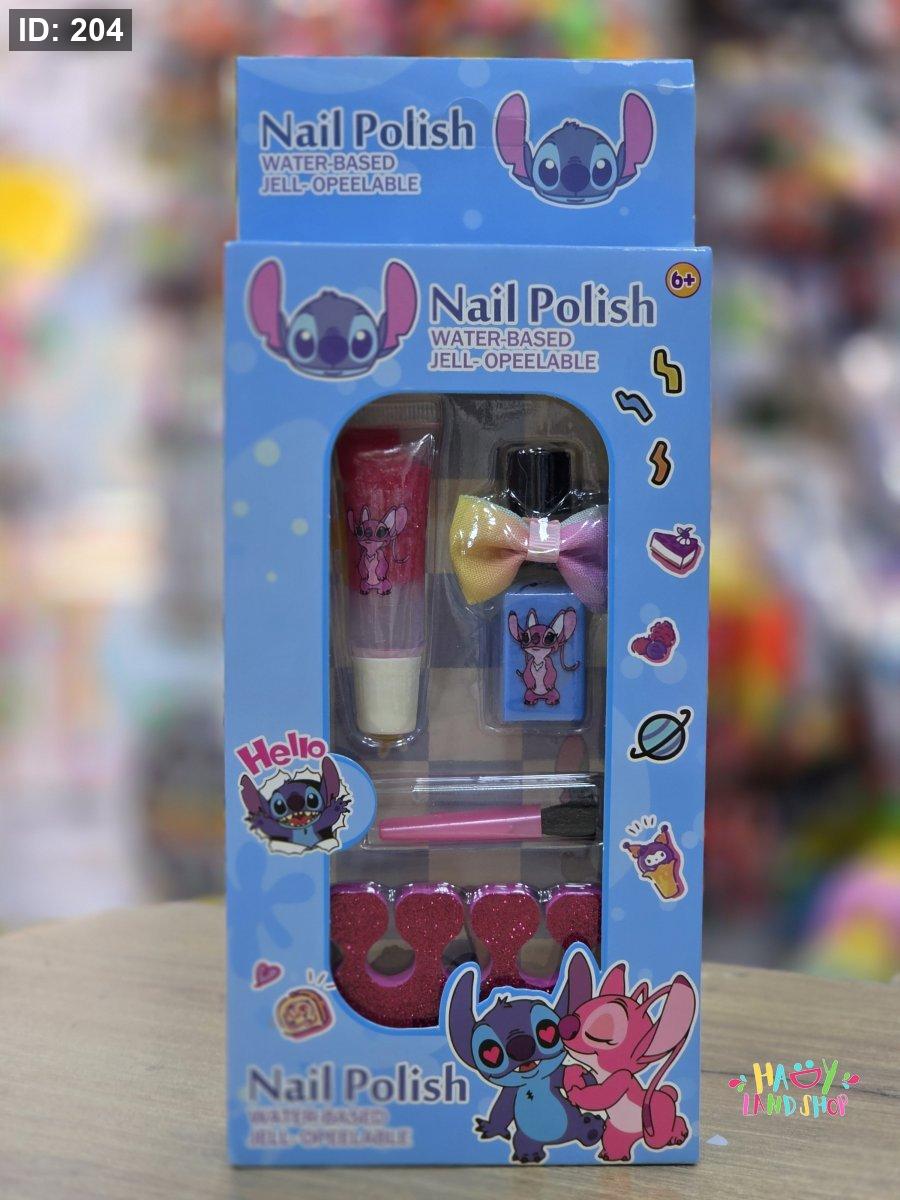 ID: 204
Nail Polish
WATER-BASED
JELL-OPEELABLE
6+
Nail Polish
WATER-BASED
JELL-OPEELABLE
Hello
Nail Polish
WATER-BASED
JELL-OPEELABLE
HAPPY
LAND SHOP